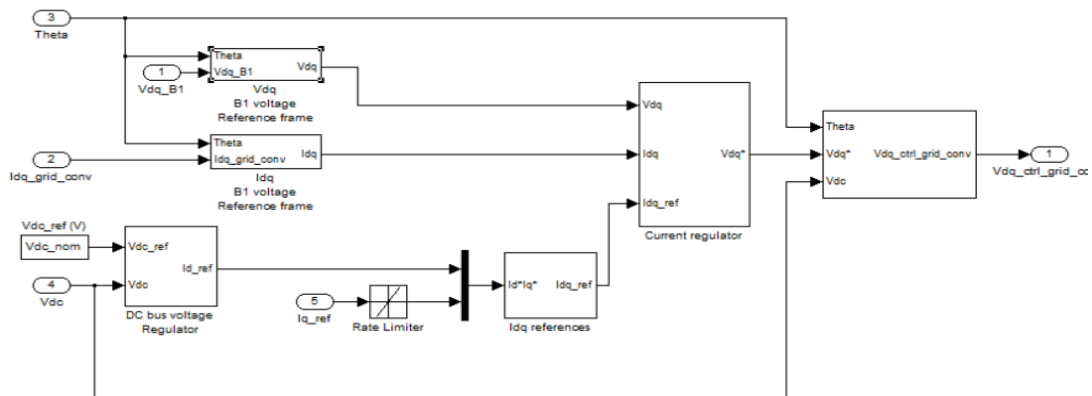 3
Theta
Theta
Vdq_B1
Vdq
1
Vdq_B1
Vdq
B1 voltage
Reference frame
Vdq
Idq
Idq_ref
Vdq*
Current regulator
Theta
Vdq*
Vdc
Vdq_ctrl_grid_conv
1
Vdq_ctrl_grid_co
Theta
Idq_grid_conv
Idq
2
Idq_grid_conv
Idq
B1 voltage
Reference frame
Vdc_ref (V)
Vdc_nom
Vdc_ref
Id_ref
Vdc
4
Vdc
DC bus voltage
Regulator
5
Iq_ref
Rate Limiter
Id*Iq*
Idq_ref
Idq references